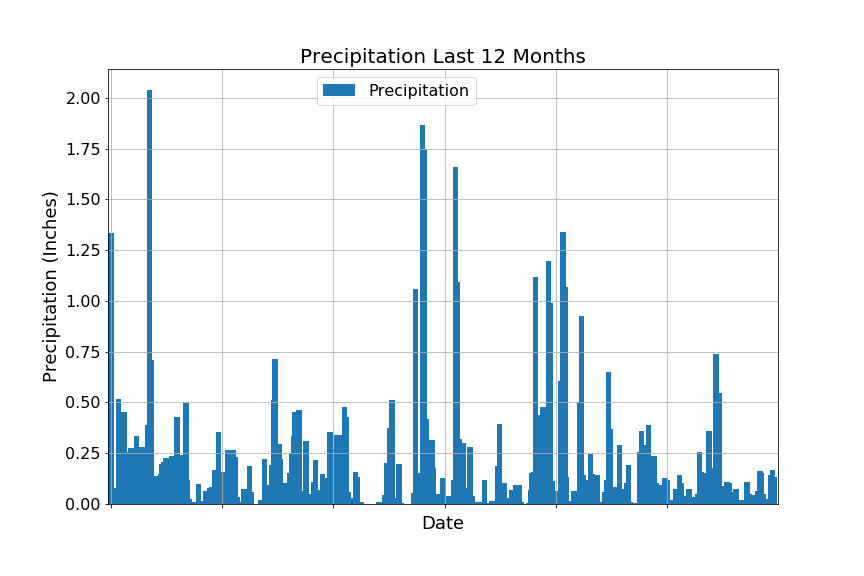 Precipitation Last 12 Months
Precipitation
2.00
1.75
1.50
1.25
1.00
0.75
0.50
0.25
0.00
Precipitation (Inches)
Date